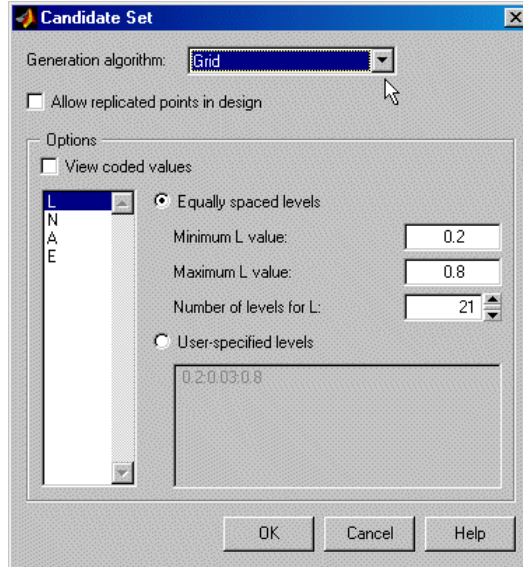 Candidate Set
Generation algorithm: Grid
Allow replicated points in design
Options
View coded values
L
N
A
E
Equally spaced levels
Minimum L value: 0.2
Maximum L value: 0.8
Number of levels for L: 21
User-specified levels
0.2:0.03:0.8
OK Cancel Help